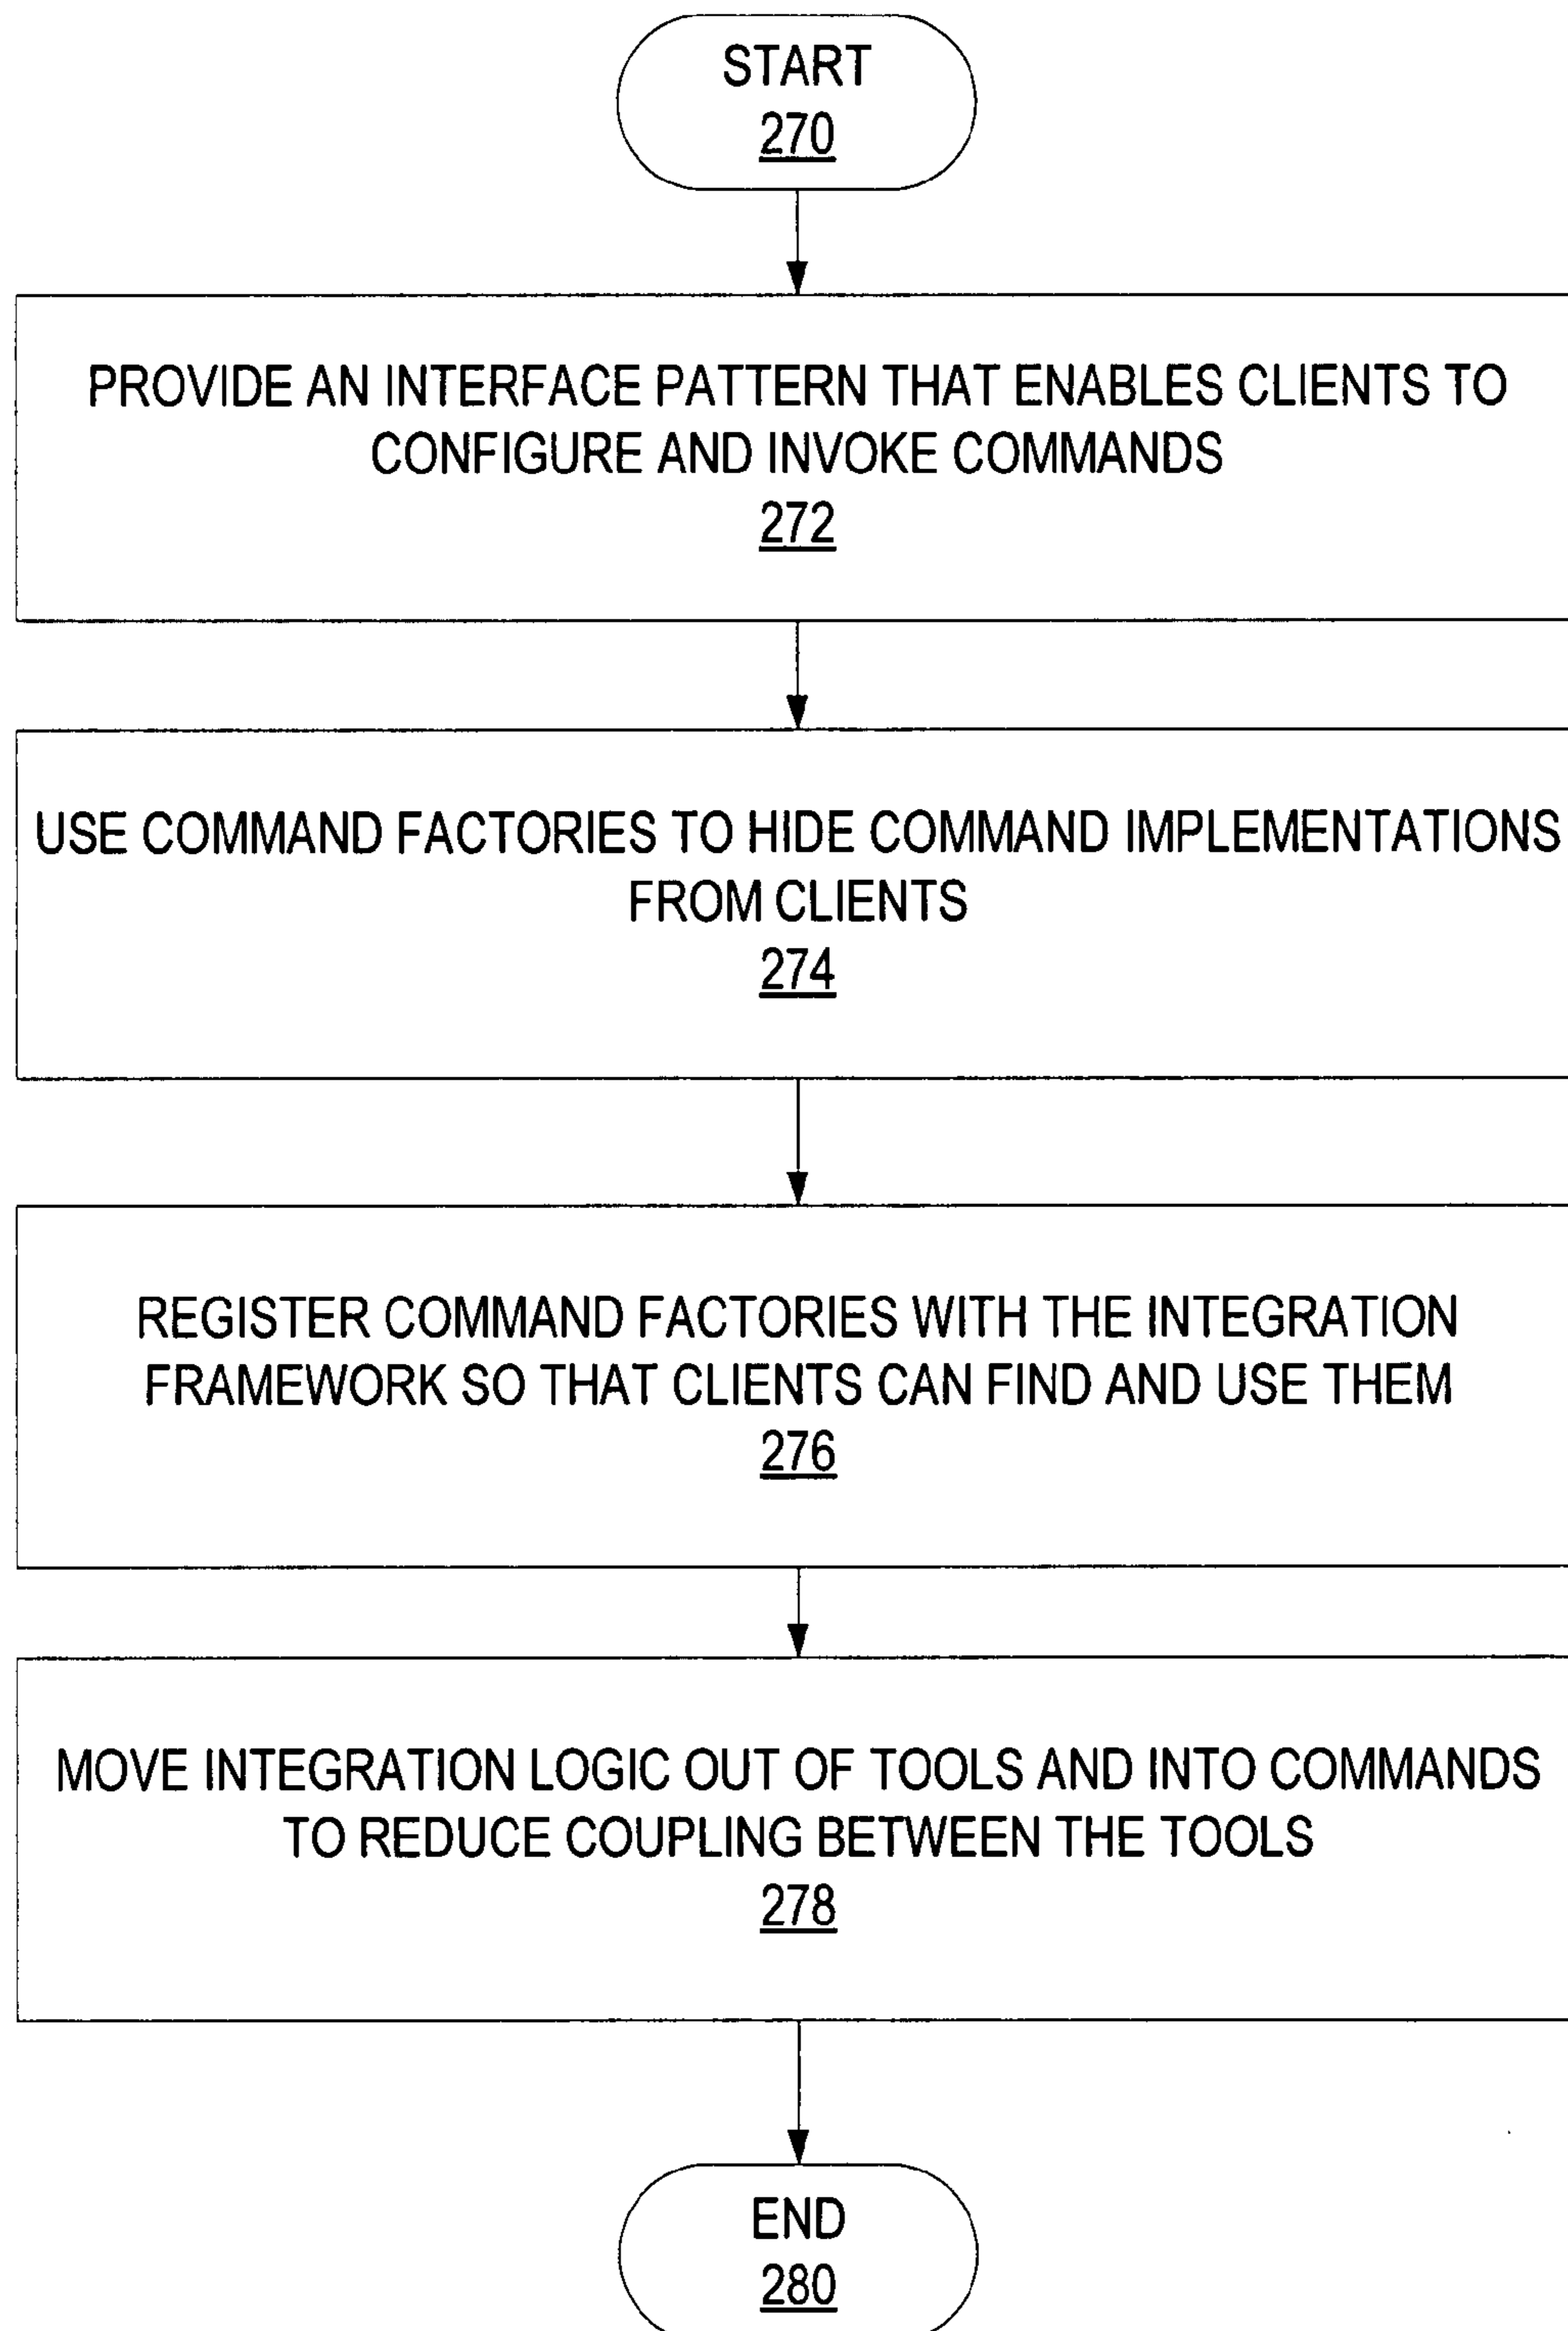 START
270
PROVIDE AN INTERFACE PATTERN THAT ENABLES CLIENTS TO
CONFIGURE AND INVOKE COMMANDS
272
USE COMMAND FACTORIES TO HIDE COMMAND IMPLEMENTATIONS
FROM CLIENTS
274
REGISTER COMMAND FACTORIES WITH THE INTEGRATION
FRAMEWORK SO THAT CLIENTS CAN FIND AND USE THEM
276
MOVE INTEGRATION LOGIC OUT OF TOOLS AND INTO COMMANDS
TO REDUCE COUPLING BETWEEN THE TOOLS
278
END
280